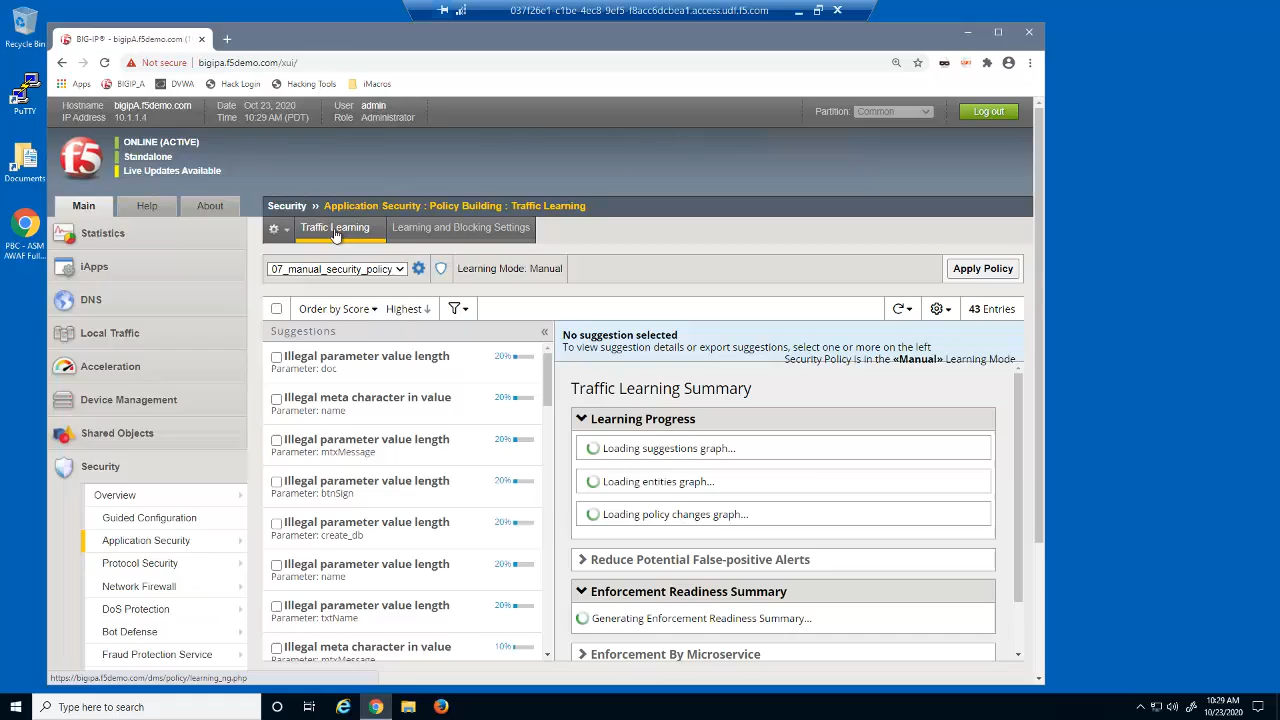 037f26e1-c1be-4ec8-9ef5-f8acc6dcbea1.access.udf.f5.com
Recycle Bin
PuTTY
Documents
PBC - ASM
AWAF Full...
BIG-IP® - bigipA.f5demo.com (1
Not secure | bigipa.f5demo.com/xui/
Apps BIGIP_A DVWA Hack Login Hacking Tools iMacros
Hostname bigipA.f5demo.com Date Oct 23, 2020 User admin
IP Address 10.1.1.4 Time 10:29 AM (PDT) Role Administrator
Partition: Common Log out
f5
ONLINE (ACTIVE)
Standalone
Live Updates Available
Main Help About
Security ›› Application Security : Policy Building : Traffic Learning
Statistics
iApps
DNS
Local Traffic
Acceleration
Device Management
Shared Objects
Security
Overview
Guided Configuration
Application Security
Protocol Security
Network Firewall
DoS Protection
Bot Defense
Fraud Protection Service
Traffic Learning Learning and Blocking Settings
07_manual_security_policy Learning Mode: Manual Apply Policy
Order by Score Highest 43 Entries
Suggestions «
Illegal parameter value length 20%
Parameter: doc
Illegal meta character in value 20%
Parameter: name
Illegal parameter value length 20%
Parameter: mtxMessage
Illegal parameter value length 20%
Parameter: btnSign
Illegal parameter value length 20%
Parameter: create_db
Illegal parameter value length 20%
Parameter: name
Illegal parameter value length 20%
Parameter: txtName
Illegal meta character in value 10%
Parameter: mtxMessage
No suggestion selected
To view suggestion details or export suggestions, select one or more on the left
Security Policy is in the «Manual» Learning Mode
Traffic Learning Summary
Learning Progress
Loading suggestions graph...
Loading entities graph...
Loading policy changes graph...
Reduce Potential False-positive Alerts
Enforcement Readiness Summary
Generating Enforcement Readiness Summary...
Enforcement By Microservice
https://bigipa.f5demo.com/dms/policy/learning_ng.php
Type here to search
10:29 AM
10/23/2020